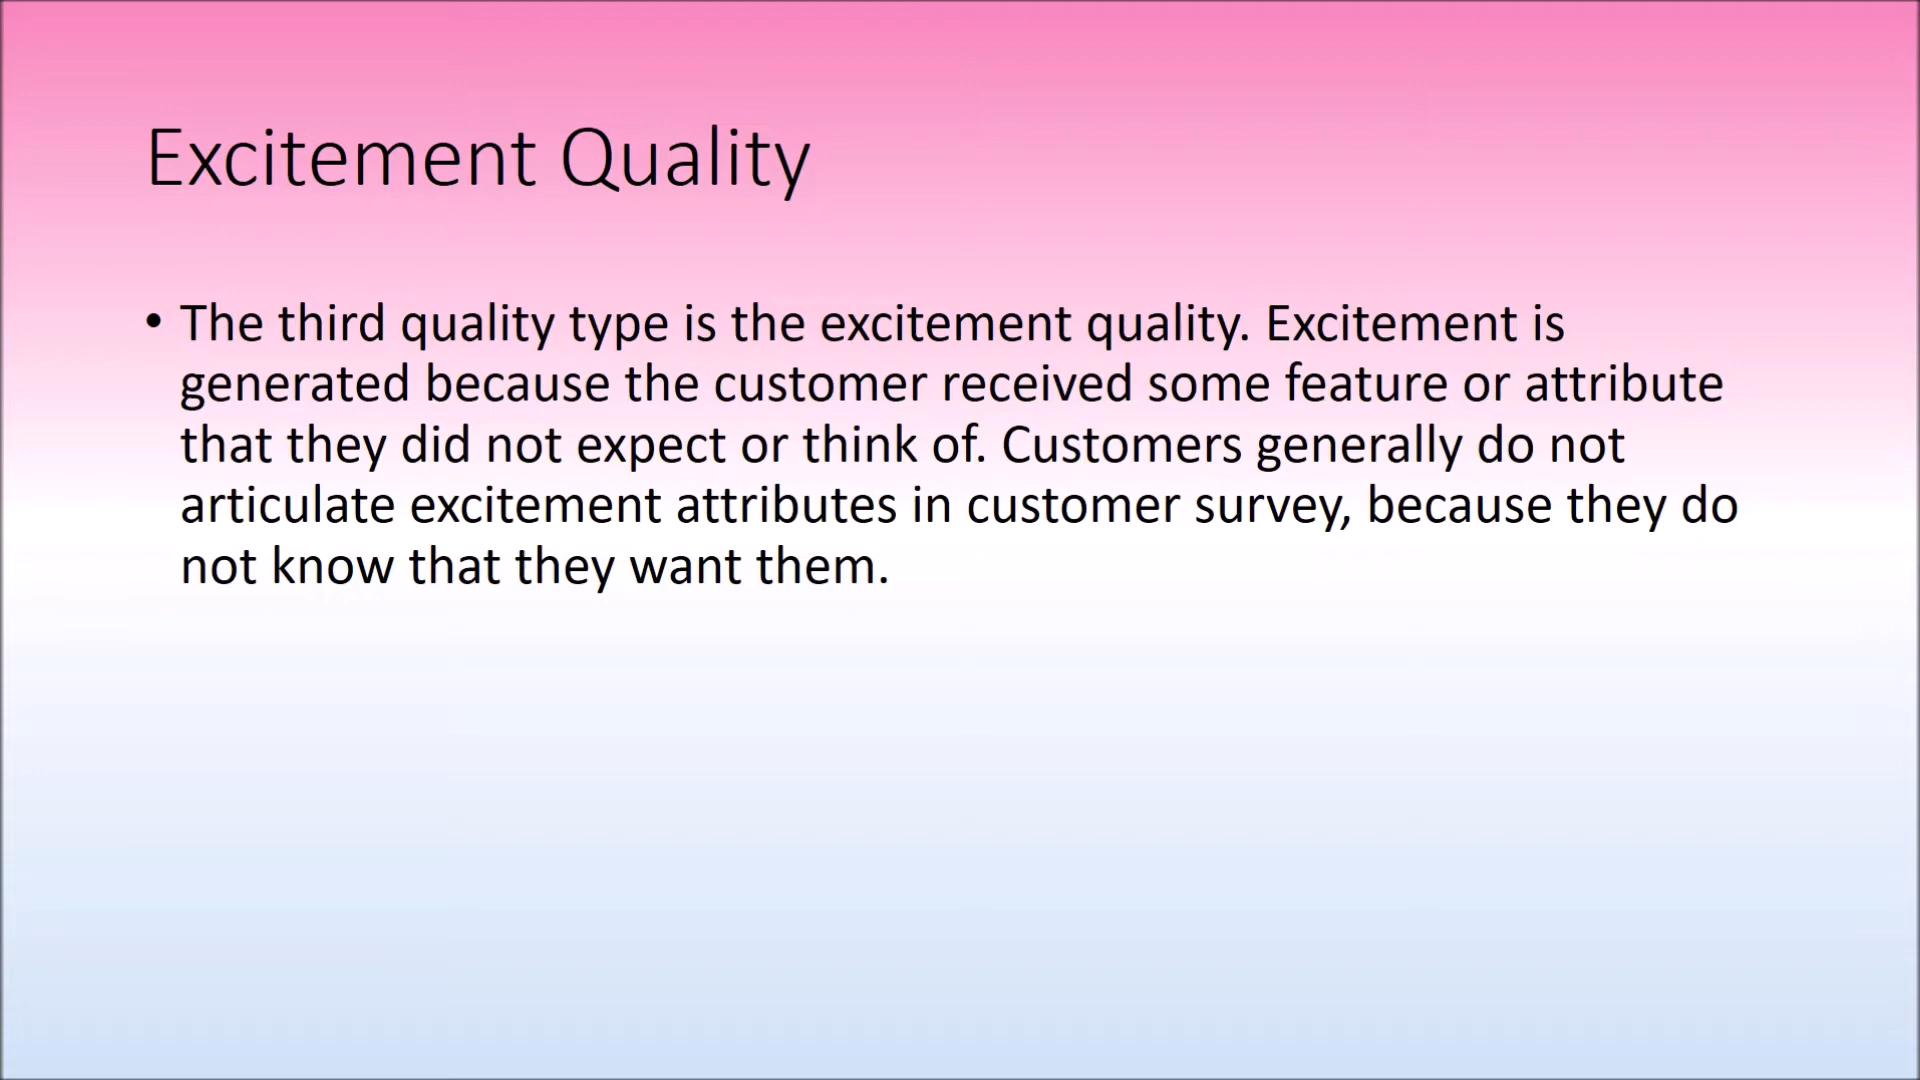 Excitement Quality
• The third quality type is the excitement quality. Excitement is
generated because the customer received some feature or attribute
that they did not expect or think of. Customers generally do not
articulate excitement attributes in customer survey, because they do
not know that they want them.